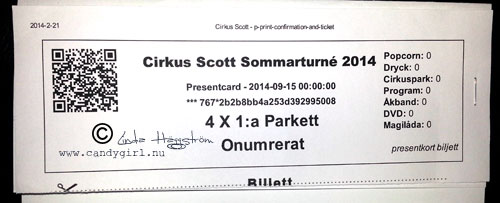 2014-2-21
Cirkus Scott - p-print-confirmation-and-ticket
Cirkus Scott Sommarturné 2014
Presentcard - 2014-09-15 00:00:00
*** 767*2b2b8bb4a253d392995008
4 X 1:a Parkett
Onumrerat
Popcorn: 0
Dryck: 0
Cirkuspark: 0
Program: 0
Åkband: 0
DVD: 0
Magilåda: 0
presentkort biljett
©
www.candygirl.nu
Biljett